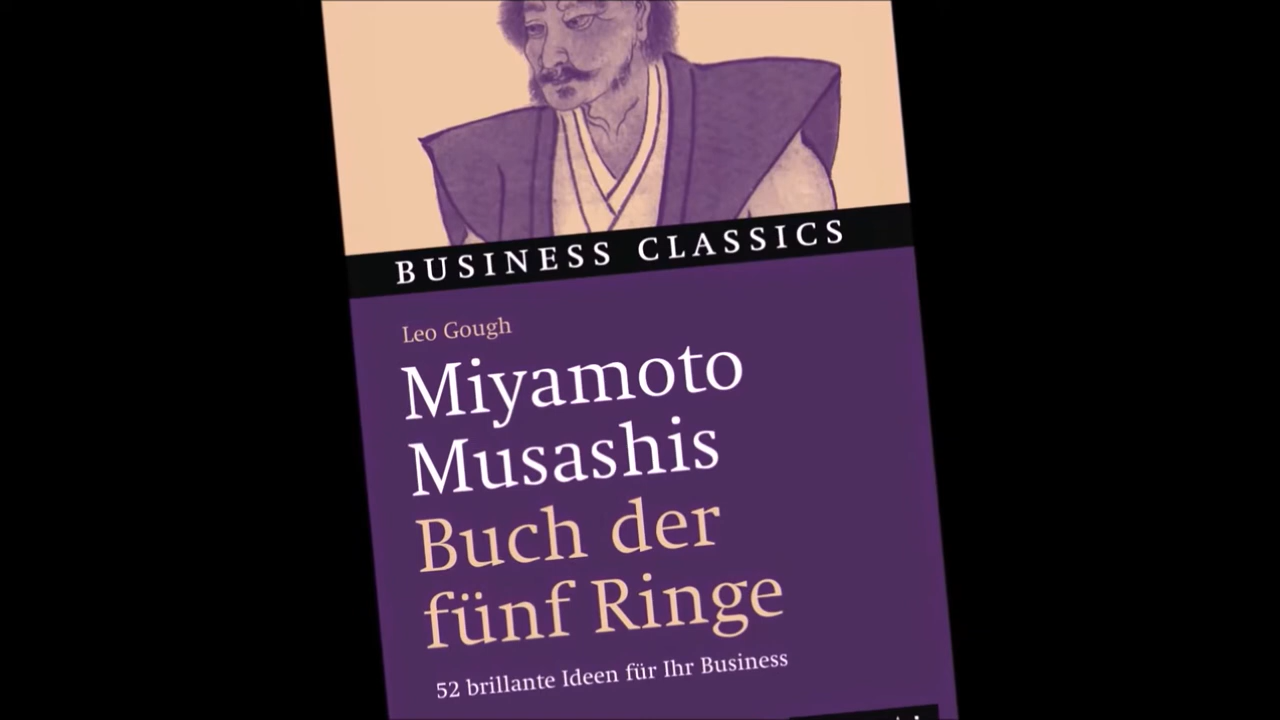 BUSINESS CLASSICS
Leo Gough
Miyamoto
Musashis
Buch der
fünf Ringe
52 brillante Ideen für Ihr Business